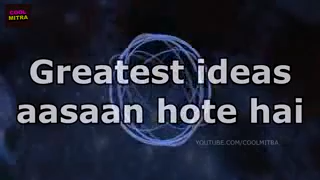 COOL
MITRA
Greatest ideas
aasaan hote hai
YOUTUBE.COM/COOLMITRA